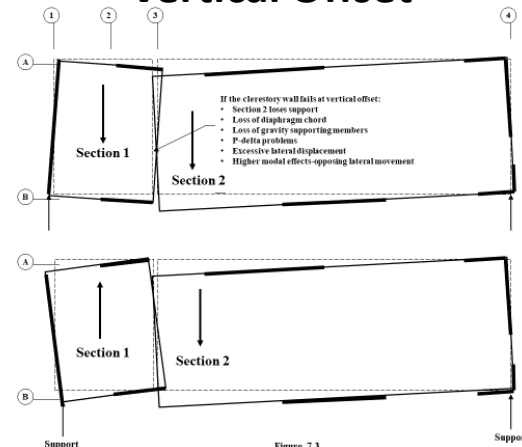 Vertical Offset
1 2 3 4
A
If the clerestory wall fails at vertical offset:
• Section 2 loses support
• Loss of diaphragm chord
• Loss of gravity supporting members
• P-delta problems
• Excessive lateral displacement
• Higher modal effects-opposing lateral movement
Section 1
Section 2
B
A
Section 1
Section 2
B
Support
Suppo
Figure 7.3